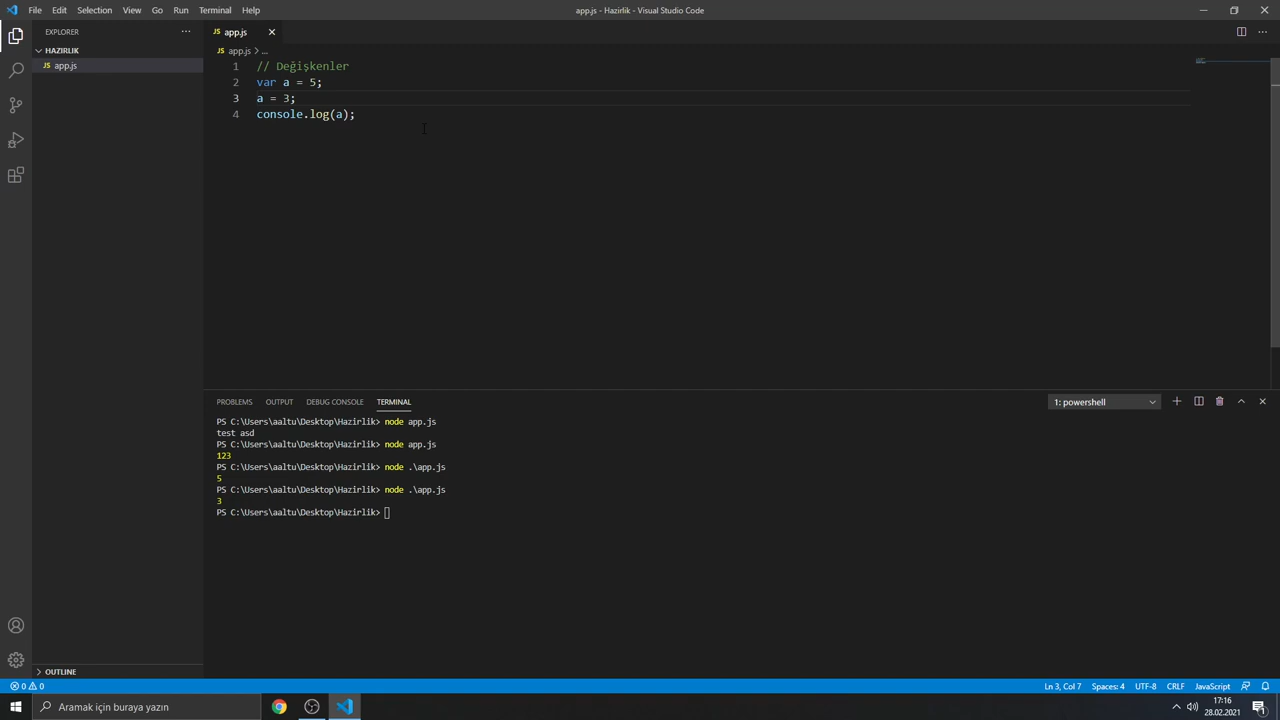 File Edit Selection View Go Run Terminal Help
app.js - Hazirlik - Visual Studio Code
EXPLORER
HAZIRLIK
JS app.js
JS app.js
JS app.js > ...
1 // Değişkenler
2 var a = 5;
3 a = 3;
4 console.log(a);
PROBLEMS OUTPUT DEBUG CONSOLE TERMINAL
1: powershell
PS C:\Users\aaltu\Desktop\Hazirlik> node app.js
test asd
PS C:\Users\aaltu\Desktop\Hazirlik> node app.js
123
PS C:\Users\aaltu\Desktop\Hazirlik> node .\app.js
5
PS C:\Users\aaltu\Desktop\Hazirlik> node .\app.js
3
PS C:\Users\aaltu\Desktop\Hazirlik>
OUTLINE
0 0
Ln 3, Col 7 Spaces: 4 UTF-8 CRLF JavaScript
Aramak için buraya yazın
17:16
28.02.2021
1